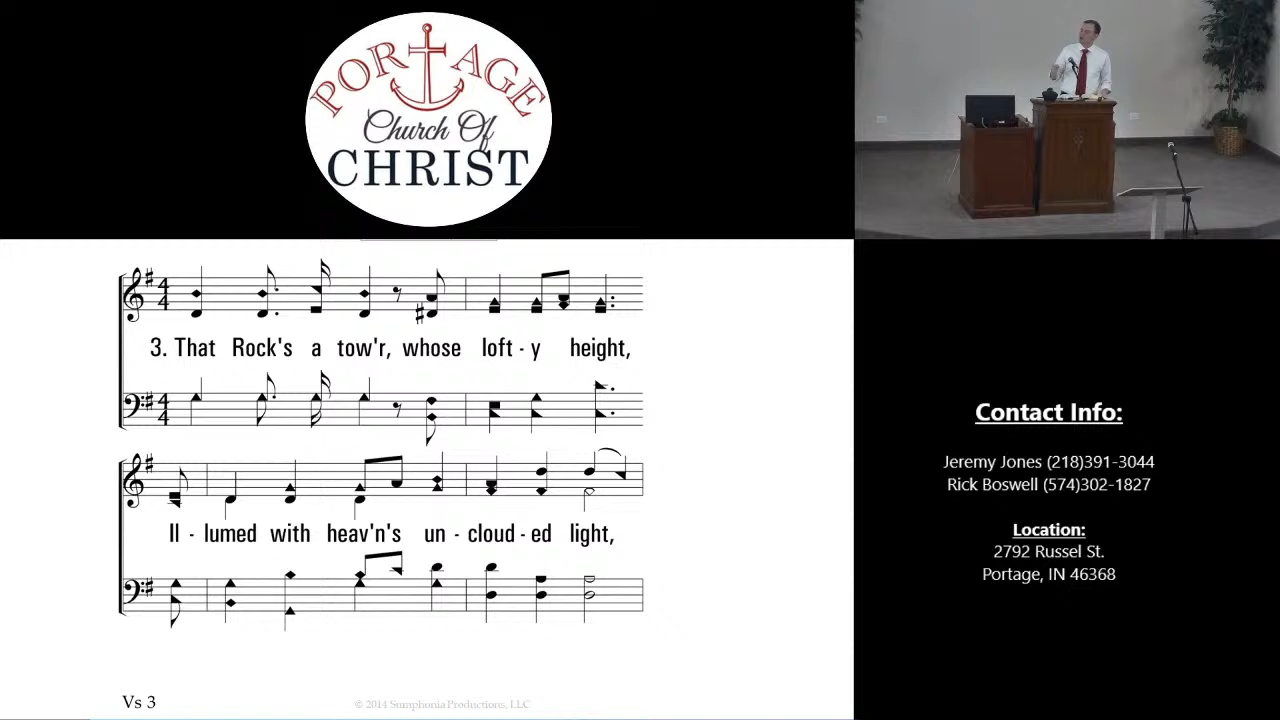 PORTAGE
Church Of
CHRIST
3. That Rock's a tow'r, whose loft - y height,
Il - lumed with heav'n's un - cloud - ed light,
Vs 3
© 2014 Sumphonia Productions, LLC
Contact Info:
Jeremy Jones (218)391-3044
Rick Boswell (574)302-1827
Location:
2792 Russel St.
Portage, IN 46368